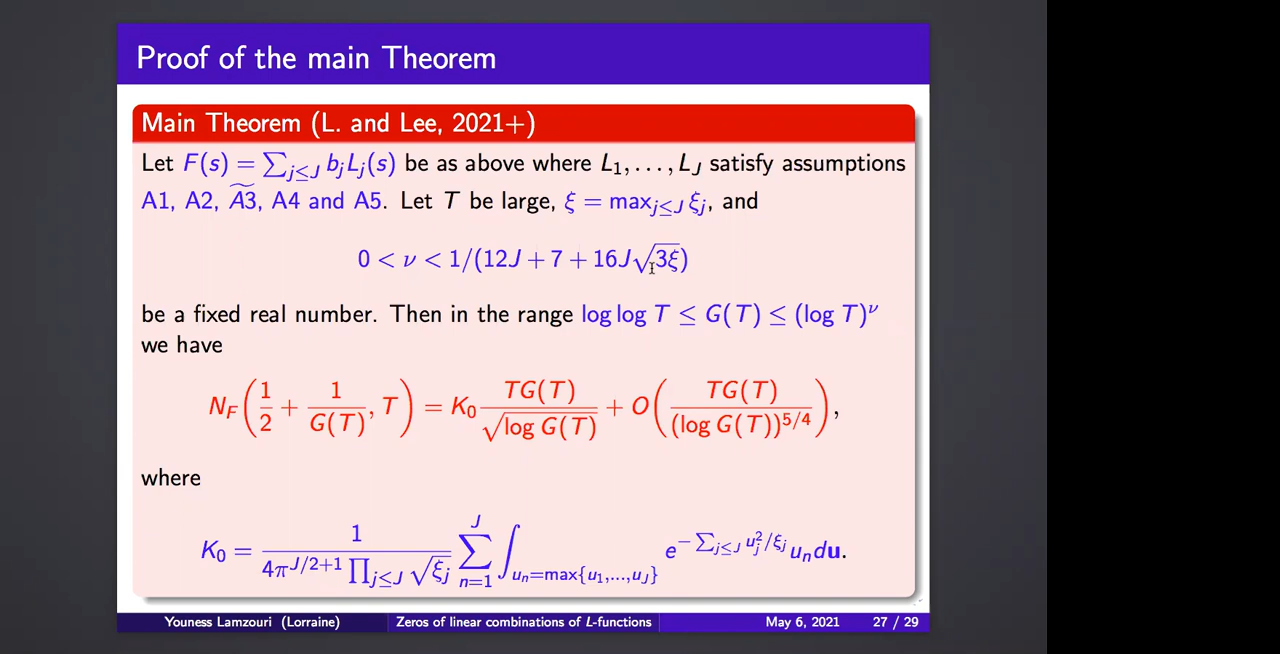 Proof of the main Theorem
Main Theorem (L. and Lee, 2021+)
Let F(s) = ∑_{j≤J} b_j L_j(s) be as above where L_1, …, L_J satisfy assumptions
A1, A2, \widetilde{A3}, A4 and A5. Let T be large, ξ = max_{j≤J} ξ_j, and
0 < ν < 1/(12J + 7 + 16J√(3ξ))
be a fixed real number. Then in the range log log T ≤ G(T) ≤ (log T)^ν
we have
N_F(1/2 + 1/G(T), T) = K_0 TG(T)/√(log G(T)) + O(TG(T)/(log G(T))^{5/4}),
where
K_0 = 1/(4π^{J/2+1} ∏_{j≤J} √ξ_j) ∑_{n=1}^{J} ∫_{u_n=max{u_1,…,u_J}} e^{−∑_{j≤J} u_j^2/ξ_j} u_n d𝐮.
Youness Lamzouri (Lorraine) Zeros of linear combinations of L-functions May 6, 2021 27 / 29